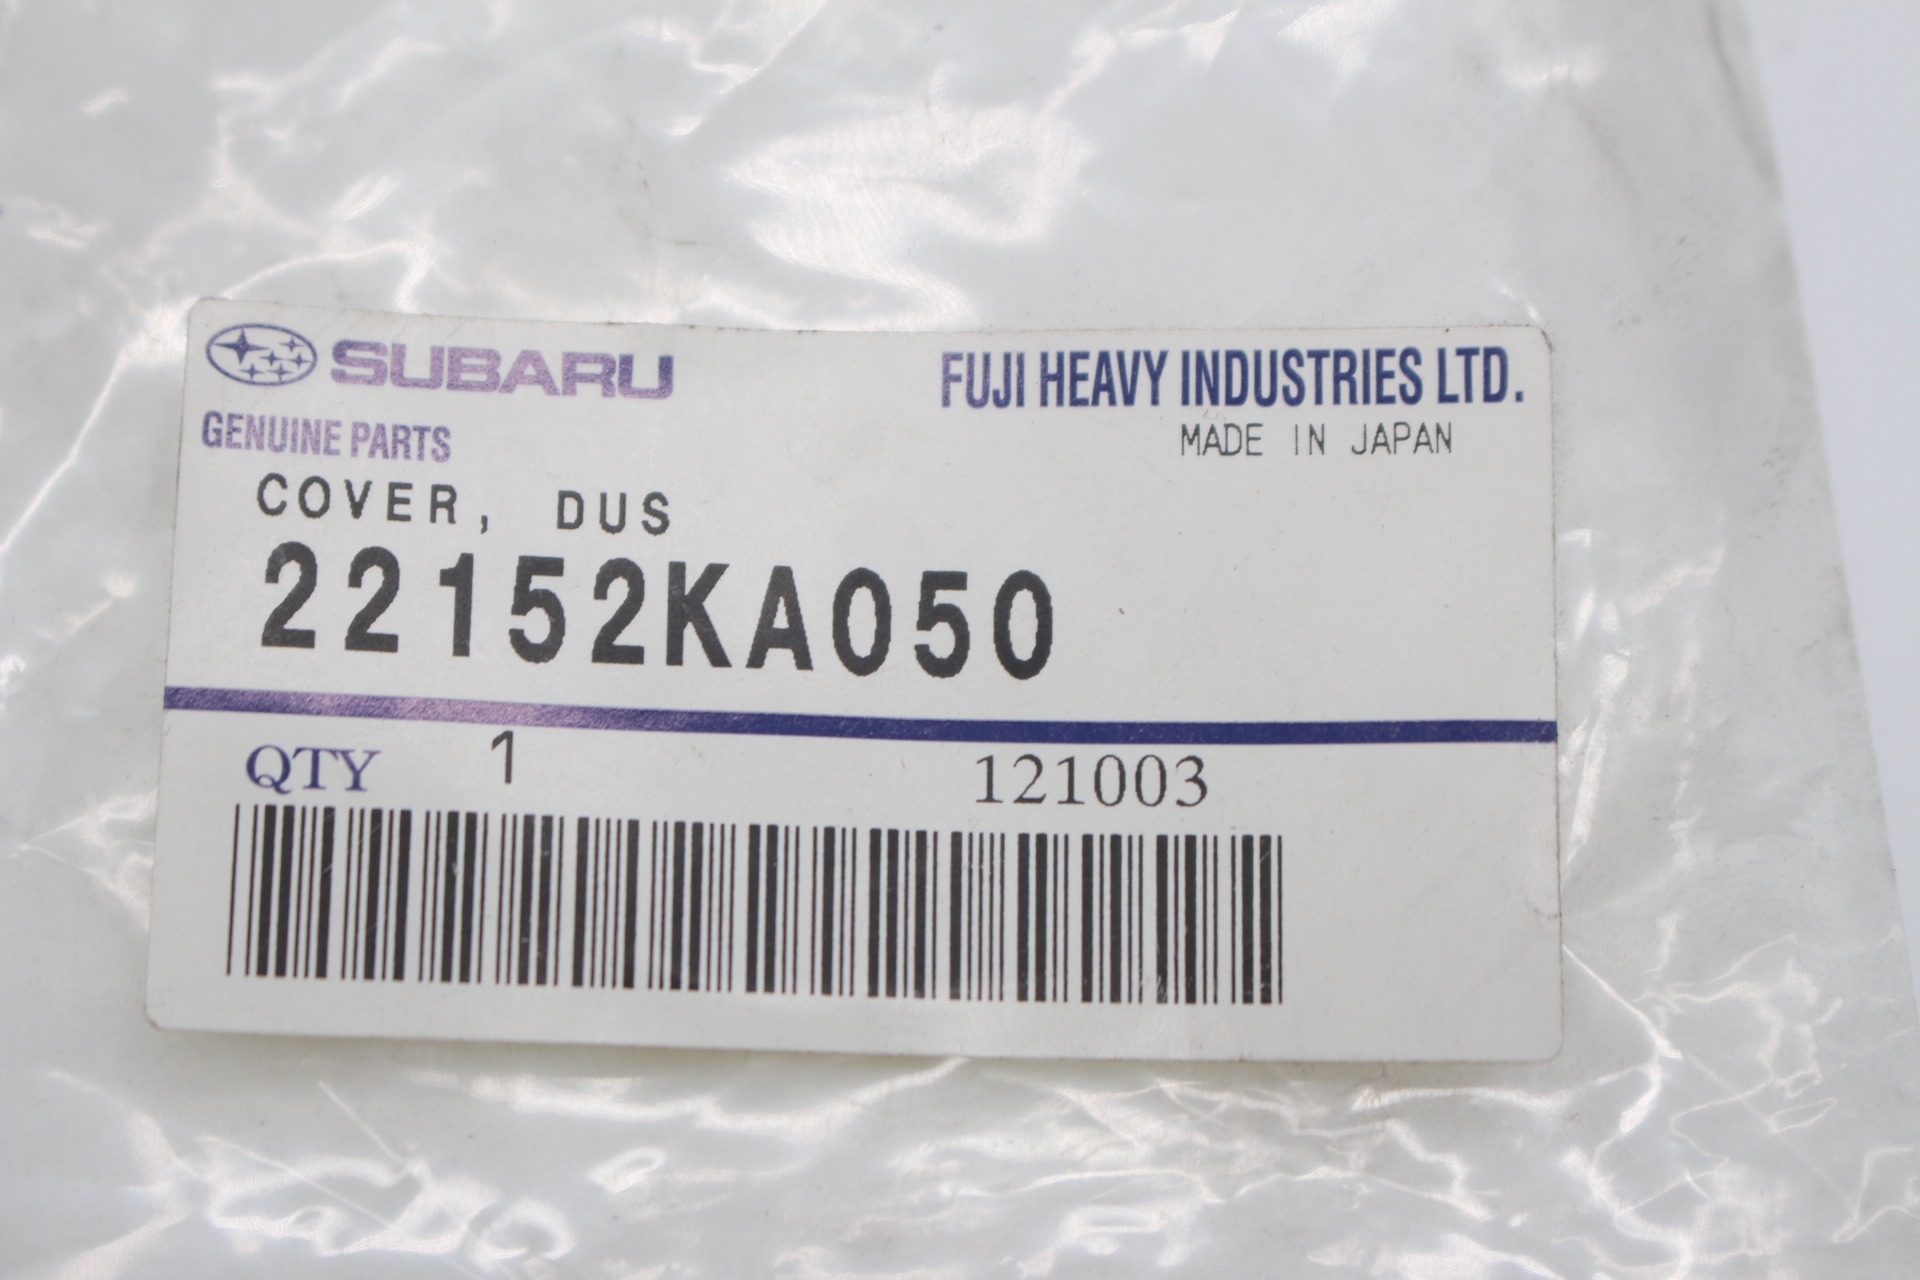 SUBARU FUJI HEAVY INDUSTRIES LTD.
GENUINE PARTS MADE IN JAPAN
COVER, DUS
22152KA050
QTY 1 121003